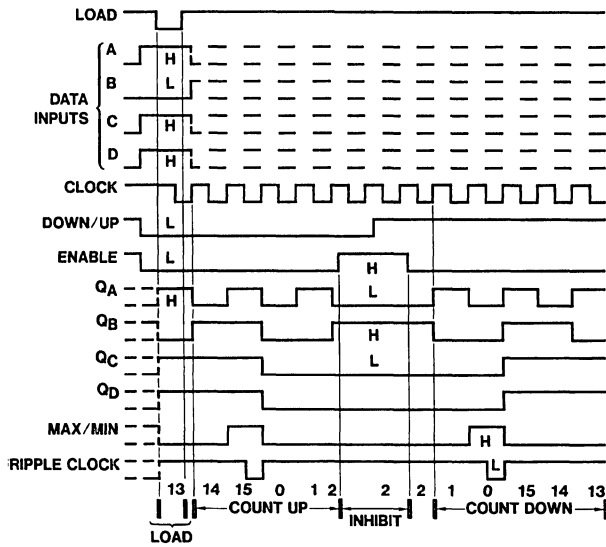 LOAD
A H
B L
DATA
INPUTS
C H
D H
CLOCK
DOWN/UP L
ENABLE L H
QA H L
QB H
QC L
QD
MAX/MIN H
RIPPLE CLOCK L
13 14 15 0 1 2 2 2 1 0 15 14 13
COUNT UP INHIBIT COUNT DOWN
LOAD